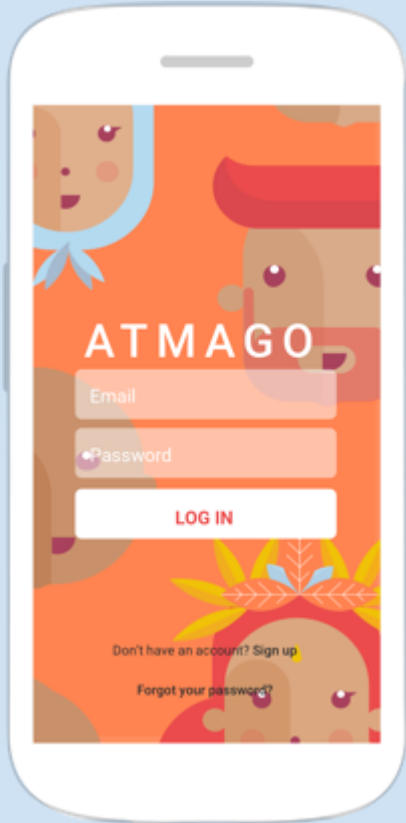 ATMAGO
Email
Password
LOG IN
Don't have an account? Sign up
Forgot your password?